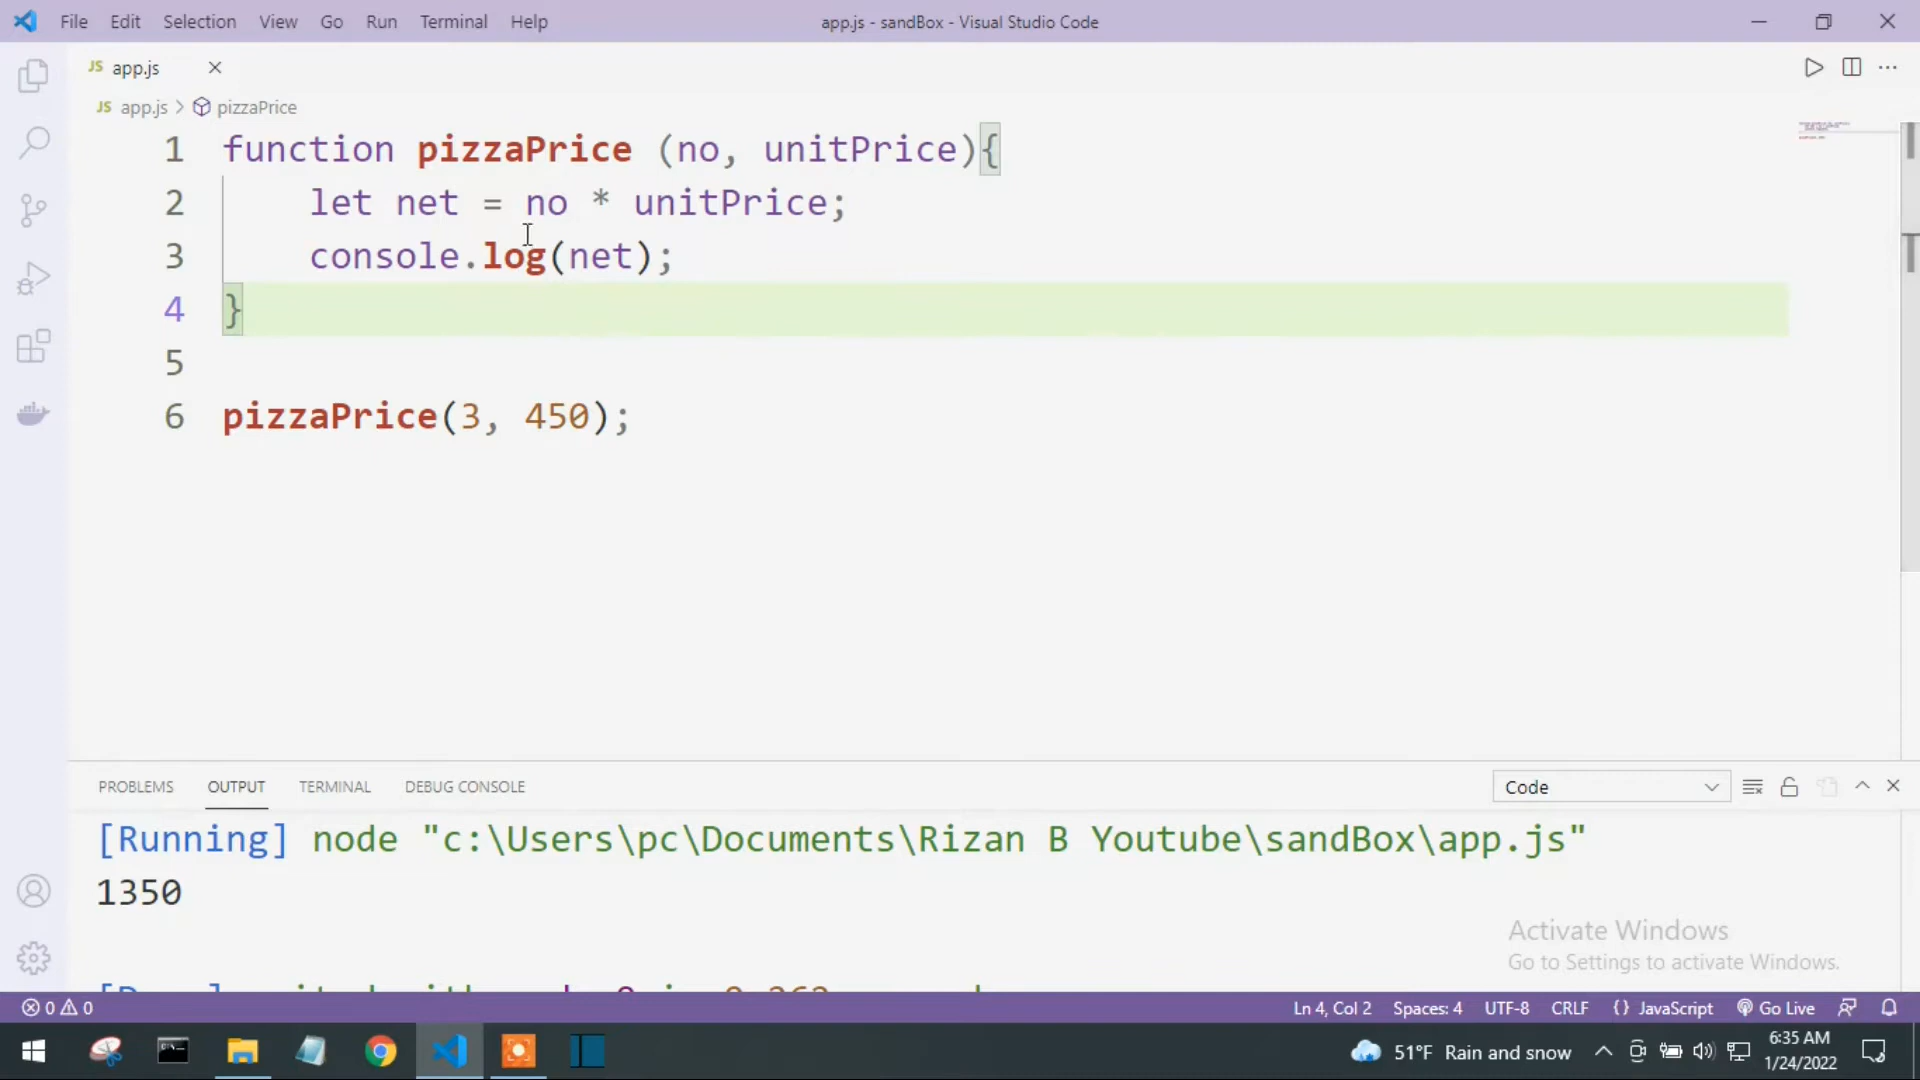 File Edit Selection View Go Run Terminal Help app.js - sandBox - Visual Studio Code
JS app.js
JS app.js > pizzaPrice
1 function pizzaPrice (no, unitPrice){
2 let net = no * unitPrice;
3 console.log(net);
4 }
5
6 pizzaPrice(3, 450);
PROBLEMS OUTPUT TERMINAL DEBUG CONSOLE Code
[Running] node "c:\Users\pc\Documents\Rizan B Youtube\sandBox\app.js"
1350
Activate Windows
Go to Settings to activate Windows.
0 0 Ln 4, Col 2 Spaces: 4 UTF-8 CRLF {} JavaScript Go Live
51°F Rain and snow 6:35 AM
1/24/2022